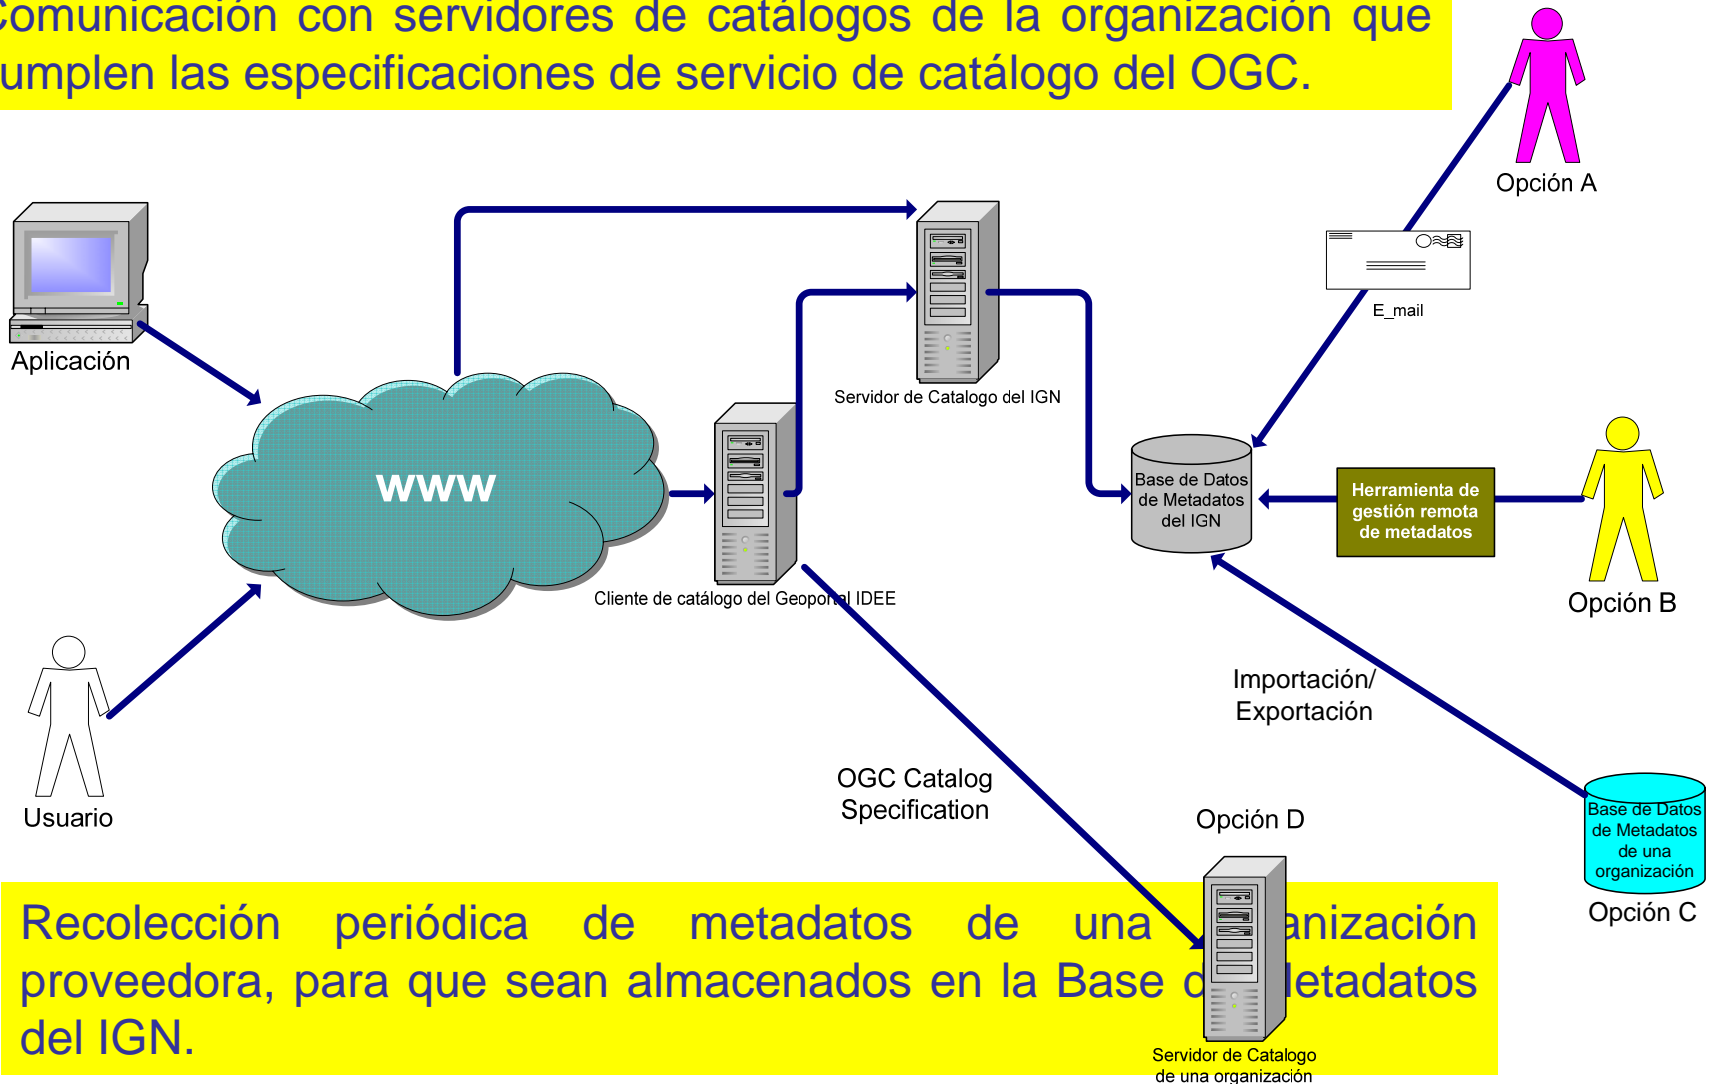 Comunicación con servidores de catálogos de la organización que
cumplen las especificaciones de servicio de catálogo del OGC.
Opción A
E_mail
Aplicación
Servidor de Catalogo del IGN
www
Base de Datos
de Metadatos
del IGN
Herramienta de
gestión remota
de metadatos
Opción B
Cliente de catálogo del Geoportal IDEE
Importación/
Exportación
Usuario
OGC Catalog
Specification
Opción D
Base de Datos
de Metadatos
de una
organización
Opción C
Recolección periódica de metadatos de una organización
proveedora, para que sean almacenados en la Base de Metadatos
del IGN.
Servidor de Catalogo
de una organización